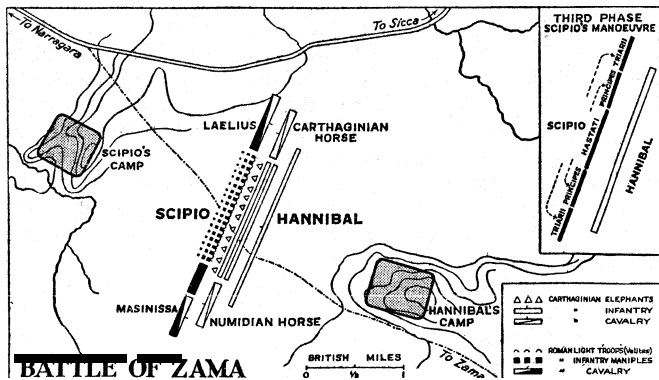 To Narragara
To Sicca
SCIPIO'S
CAMP
LAELIUS
CARTHAGINIAN
HORSE
SCIPIO
HANNIBAL
MASINISSA
NUMIDIAN HORSE
HANNIBAL'S
CAMP
To Zama
BATTLE OF ZAMA
BRITISH MILES
0 ½ 1
THIRD PHASE
SCIPIO'S MANOEUVRE
TRIARII
PRINCIPES
HASTATI
PRINCIPES
TRIARII
SCIPIO
HANNIBAL
CARTHAGINIAN ELEPHANTS
" INFANTRY
" CAVALRY
ROMAN LIGHT TROOPS (Velites)
" INFANTRY MANIPLES
" CAVALRY